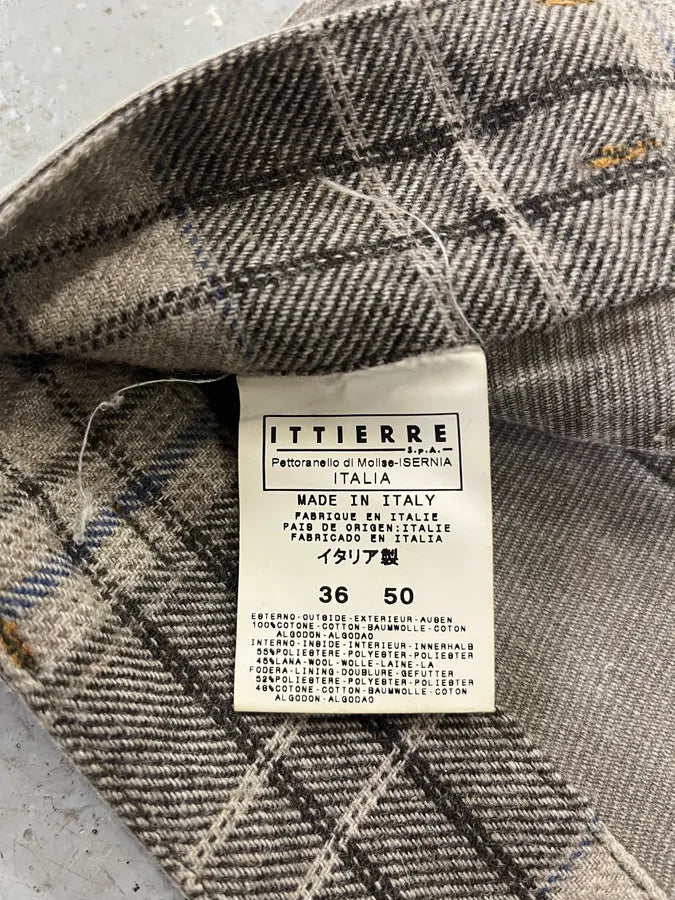 ITTIERRE
S.p.A.
Pettoranello di Molise-ISERNIA
ITALIA
MADE IN ITALY
FABRIQUE EN ITALIE
PAIS DE ORIGEN:ITALIE
FABRICADO EN ITALIA
イタリア製
36 50
ESTERNO-OUTSIDE-EXTERIEUR-AUßEN
100%COTONE-COTTON-BAUMWOLLE-COTON
ALGODON-ALGODAO
INTERNO-INSIDE-INTERIEUR-INNERHALB
55%POLIESTERE-POLYESTER-POLIESTER
45%LANA-WOOL-WOLLE-LAINE-LA
FODERA-LINING-DOUBLURE-GEFUTTER
52%POLIESTERE-POLYESTER-POLIESTER
48%COTONE-COTTON-BAUMWOLLE-COTON
ALGODON-ALGODAO